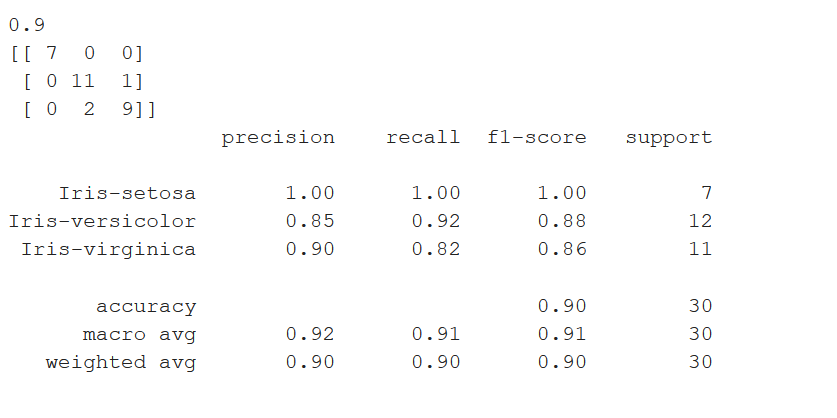 0.9
[[ 7  0  0]
 [ 0 11  1]
 [ 0  2  9]]
                 precision    recall  f1-score   support

    Iris-setosa       1.00      1.00      1.00         7
Iris-versicolor       0.85      0.92      0.88        12
 Iris-virginica       0.90      0.82      0.86        11

       accuracy                           0.90        30
      macro avg       0.92      0.91      0.91        30
   weighted avg       0.90      0.90      0.90        30